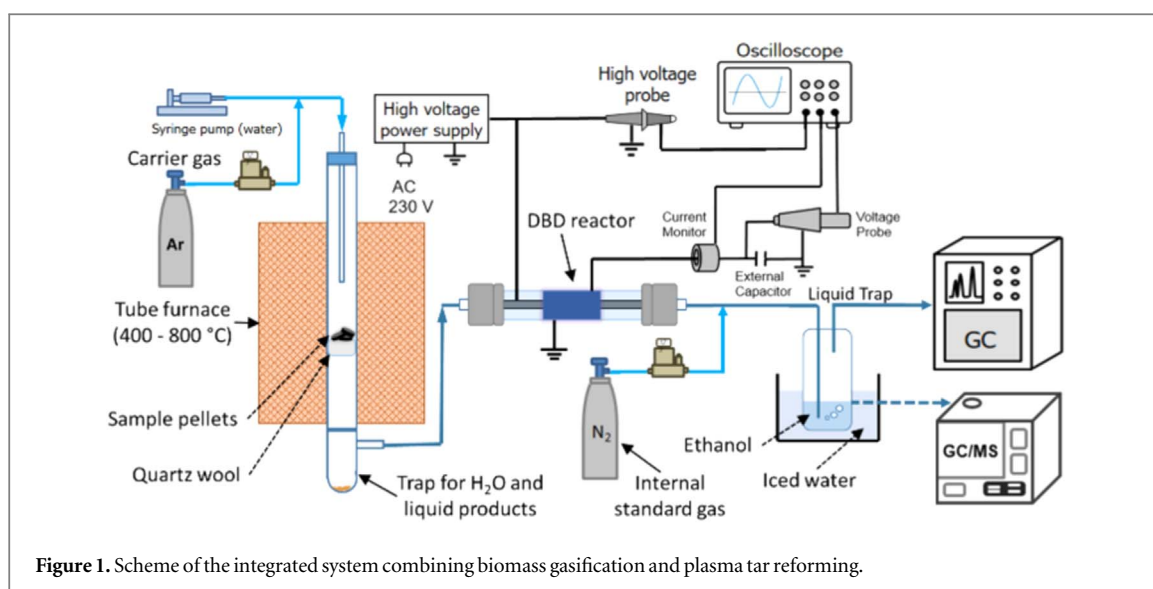 Oscilloscope
High voltage
probe
High voltage
power supply
Syringe pump (water)
Carrier gas
AC
230 V
Ar
DBD reactor
Current
Monitor
Voltage
Probe
External
Capacitor
Liquid Trap
GC
Tube furnace
(400 - 800 °C)
Sample pellets
Quartz wool
Trap for H₂O and
liquid products
N₂
Internal
standard gas
Ethanol
Iced water
GC/MS
Figure 1. Scheme of the integrated system combining biomass gasification and plasma tar reforming.